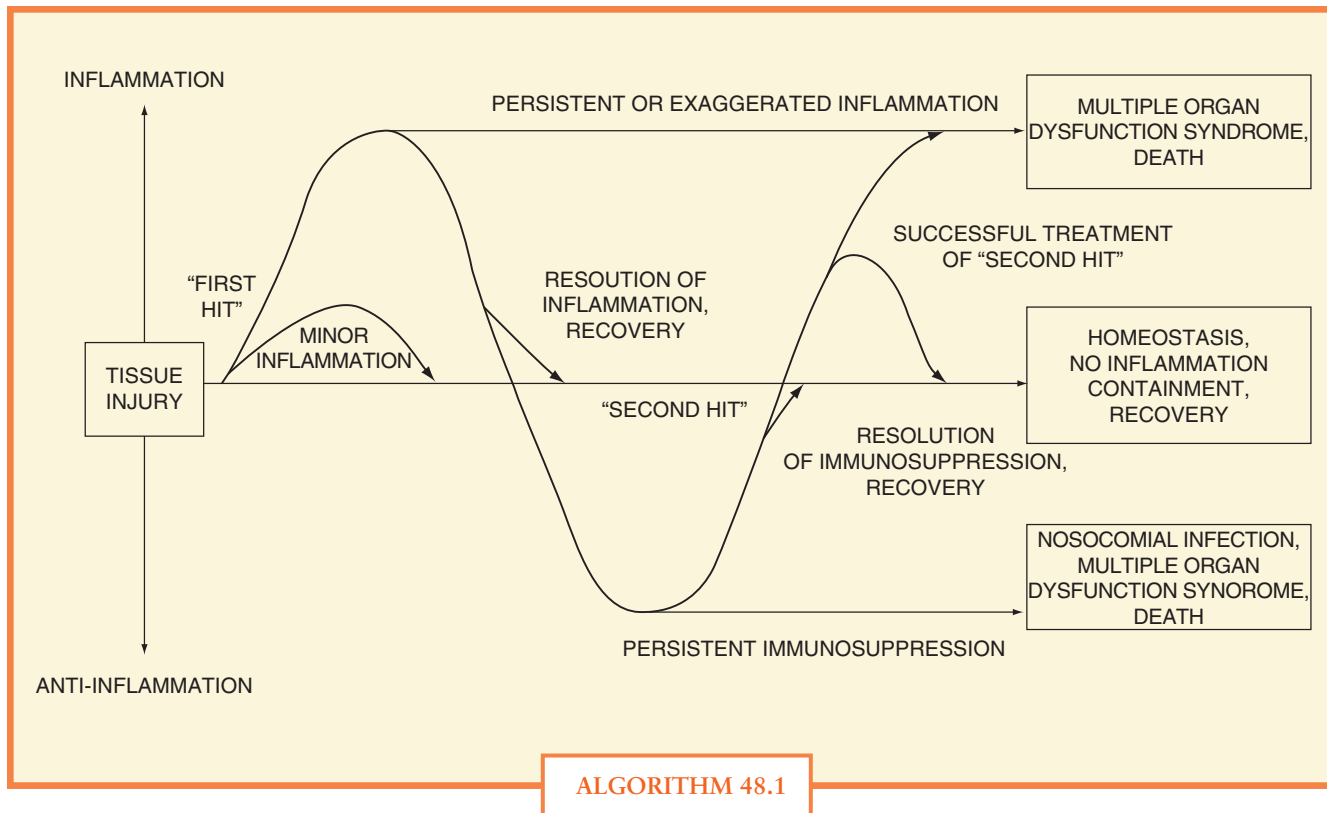 INFLAMMATION
PERSISTENT OR EXAGGERATED INFLAMMATION
MULTIPLE ORGAN
DYSFUNCTION SYNDROME,
DEATH
SUCCESSFUL TREATMENT
OF “SECOND HIT”
“FIRST
HIT”
RESOUTION OF
INFLAMMATION,
RECOVERY
MINOR
INFLAMMATION
TISSUE
INJURY
HOMEOSTASIS,
NO INFLAMMATION
CONTAINMENT,
RECOVERY
“SECOND HIT”
RESOLUTION
OF IMMUNOSUPPRESSION,
RECOVERY
NOSOCOMIAL INFECTION,
MULTIPLE ORGAN
DYSFUNCTION SYNOROME,
DEATH
PERSISTENT IMMUNOSUPPRESSION
ANTI-INFLAMMATION
ALGORITHM 48.1